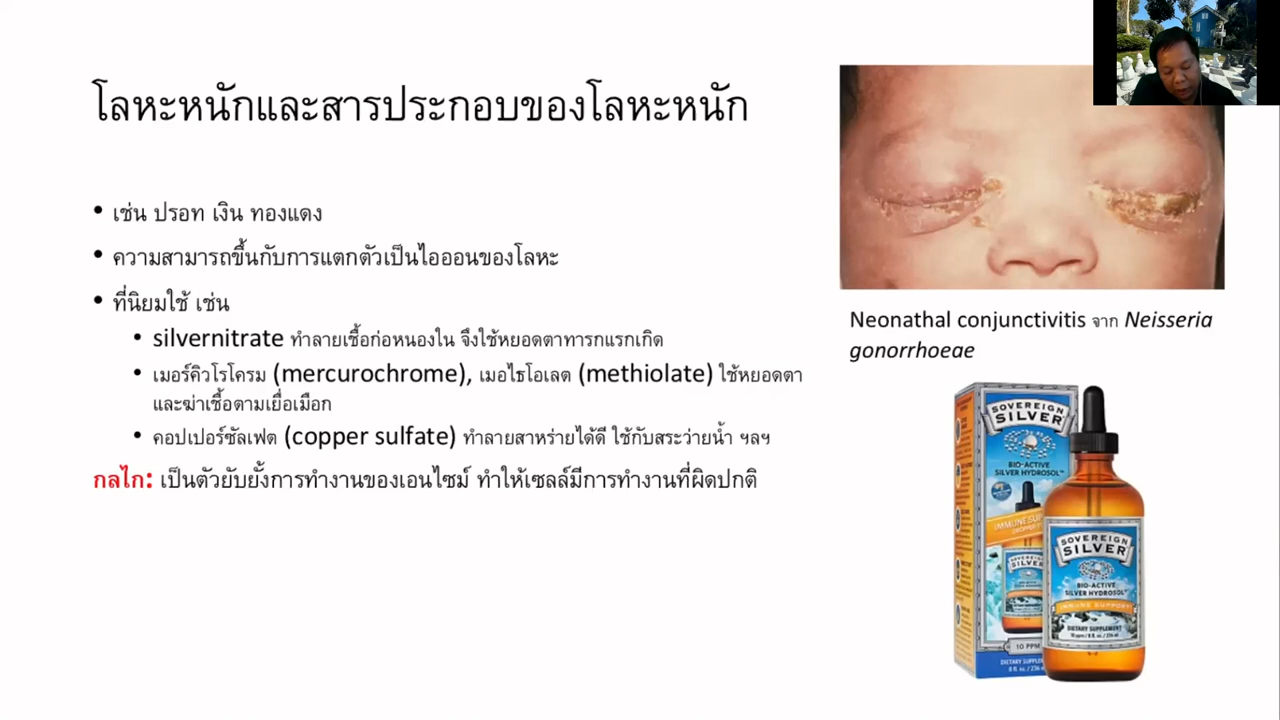 โลหะหนักและสารประกอบของโลหะหนัก
• เช่น ปรอท เงิน ทองแดง
• ความสามารถขึ้นกับการแตกตัวเป็นไอออนของโลหะ
• ที่นิยมใช้ เช่น
• silvernitrate ทำลายเชื้อก่อหนองใน จึงใช้หยอดตาทารกแรกเกิด
• เมอร์คิวโรโครม (mercurochrome), เมอไธโอเลต (methiolate) ใช้หยอดตา
และฆ่าเชื้อตามเยื่อเมือก
• คอปเปอร์ซัลเฟต (copper sulfate) ทำลายสาหร่ายได้ดี ใช้กับสระว่ายน้ำ ฯลฯ
กลไก: เป็นตัวยับยั้งการทำงานของเอนไซม์ ทำให้เซลล์มีการทำงานที่ผิดปกติ
Neonathal conjunctivitis จาก Neisseria
gonorrhoeae
SOVEREIGN
SILVER
BIO-ACTIVE
SILVER HYDROSOL™
10 PPM
DIETARY SUPPLEMENT
SOVEREIGN
SILVER
BIO-ACTIVE
SILVER HYDROSOL
IMMUNE SUPPORT
DIETARY SUPPLEMENT